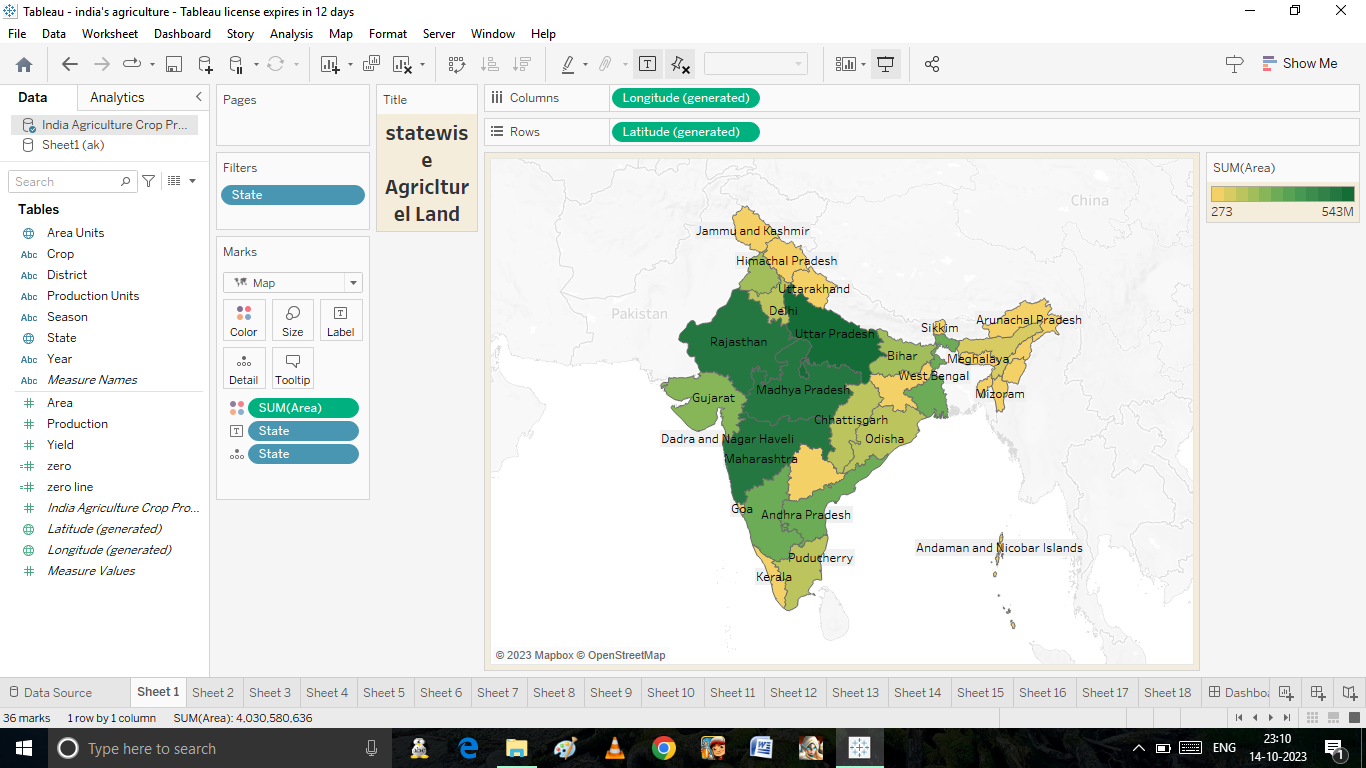 Tableau - india's agriculture - Tableau license expires in 12 days
File Data Worksheet Dashboard Story Analysis Map Format Server Window Help
Show Me
Data Analytics
India Agriculture Crop Pr...
Sheet1 (ak)
Search
Tables
Area Units
Abc Crop
Abc District
Abc Production Units
Abc Season
State
Abc Year
Abc Measure Names
Area
Production
Yield
zero
zero line
India Agriculture Crop Pro...
Latitude (generated)
Longitude (generated)
Measure Values
Pages
Filters
State
Marks
Map
Color Size Label
Detail Tooltip
SUM(Area)
State
State
Title
statewis
e
Agricltur
el Land
Columns Longitude (generated)
Rows Latitude (generated)
China
Jammu and Kashmir
Himachal Pradesh
Uttarakhand
Pakistan
Delhi
Arunachal Pradesh
Sikkim
Uttar Pradesh
Rajasthan
Bihar
Meghalaya
West Bengal
Madhya Pradesh
Mizoram
Gujarat
Chhattisgarh
Dadra and Nagar Haveli
Odisha
Maharashtra
Goa
Andhra Pradesh
Andaman and Nicobar Islands
Puducherry
Kerala
© 2023 Mapbox © OpenStreetMap
SUM(Area)
273 543M
Data Source Sheet 1 Sheet 2 Sheet 3 Sheet 4 Sheet 5 Sheet 6 Sheet 7 Sheet 8 Sheet 9 Sheet 10 Sheet 11 Sheet 12 Sheet 13 Sheet 14 Sheet 15 Sheet 16 Sheet 17 Sheet 18 Dashboa
36 marks 1 row by 1 column SUM(Area): 4,030,580,636
Type here to search
ENG
23:10
14-10-2023
1